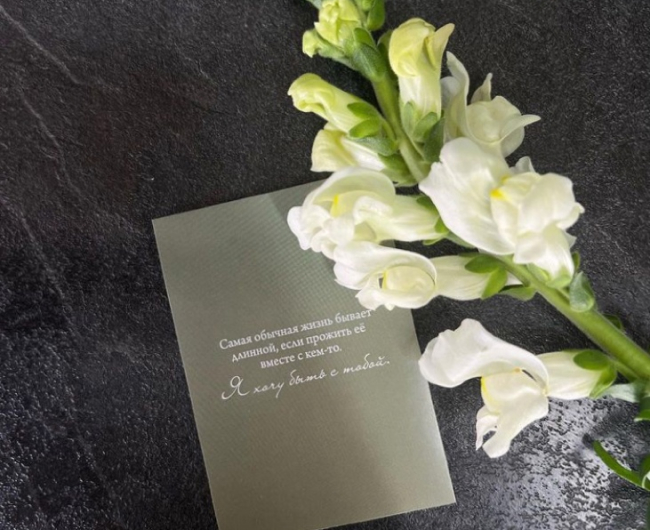 Самая обычная жизнь бывает
длинной, если прожить её
вместе с кем-то.
Я хочу быть с тобой.